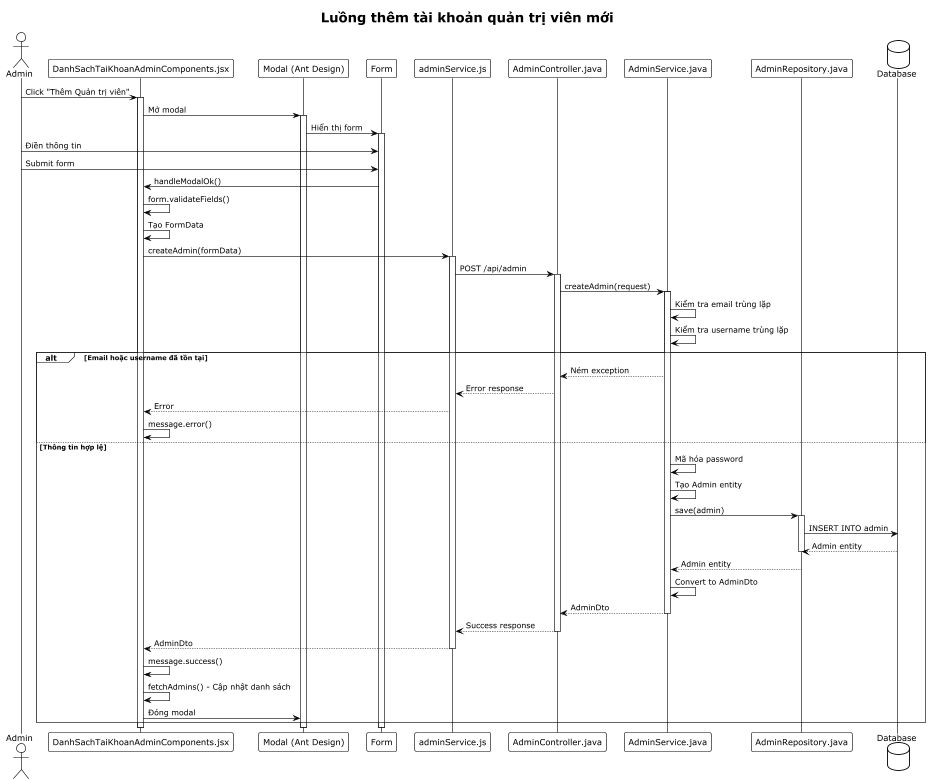 Luồng thêm tài khoản quản trị viên mới
Admin
DanhSachTaiKhoanAdminComponents.jsx
Modal (Ant Design)
Form
adminService.js
AdminController.java
AdminService.java
AdminRepository.java
Database
Click "Thêm Quản trị viên"
Mở modal
Hiển thị form
Điền thông tin
Submit form
handleModalOk()
form.validateFields()
Tạo FormData
createAdmin(formData)
POST /api/admin
createAdmin(request)
Kiểm tra email trùng lặp
Kiểm tra username trùng lặp
alt
[Email hoặc username đã tồn tại]
Ném exception
Error response
Error
message.error()
[Thông tin hợp lệ]
Mã hóa password
Tạo Admin entity
save(admin)
INSERT INTO admin
Admin entity
Admin entity
Convert to AdminDto
AdminDto
Success response
AdminDto
message.success()
fetchAdmins() - Cập nhật danh sách
Đóng modal
Admin
DanhSachTaiKhoanAdminComponents.jsx
Modal (Ant Design)
Form
adminService.js
AdminController.java
AdminService.java
AdminRepository.java
Database